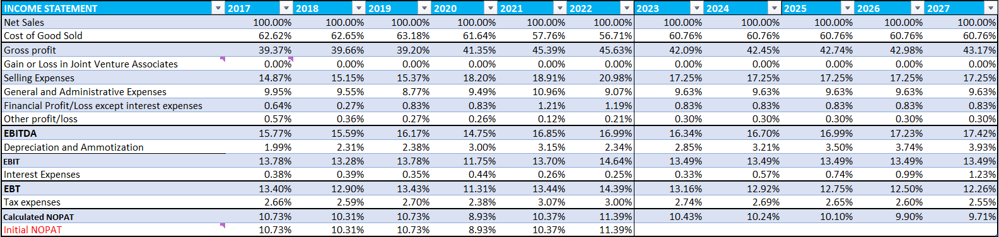 INCOME STATEMENT 2017 2018 2019 2020 2021 2022 2023 2024 2025 2026 2027
Net Sales 100.00% 100.00% 100.00% 100.00% 100.00% 100.00% 100.00% 100.00% 100.00% 100.00% 100.00%
Cost of Good Sold 62.62% 62.65% 63.18% 61.64% 57.76% 56.71% 60.76% 60.76% 60.76% 60.76% 60.76%
Gross profit 39.37% 39.66% 39.20% 41.35% 45.39% 45.63% 42.09% 42.45% 42.74% 42.98% 43.17%
Gain or Loss in Joint Venture Associates 0.00% 0.00% 0.00% 0.00% 0.00% 0.00% 0.00% 0.00% 0.00% 0.00% 0.00%
Selling Expenses 14.87% 15.15% 15.37% 18.20% 18.91% 20.98% 17.25% 17.25% 17.25% 17.25% 17.25%
General and Administrative Expenses 9.95% 9.55% 8.77% 9.49% 10.96% 9.07% 9.63% 9.63% 9.63% 9.63% 9.63%
Financial Profit/Loss except interest expenses 0.64% 0.27% 0.83% 0.83% 1.21% 1.19% 0.83% 0.83% 0.83% 0.83% 0.83%
Other profit/loss 0.57% 0.36% 0.27% 0.26% 0.12% 0.21% 0.30% 0.30% 0.30% 0.30% 0.30%
EBITDA 15.77% 15.59% 16.17% 14.75% 16.85% 16.99% 16.34% 16.70% 16.99% 17.23% 17.42%
Depreciation and Ammotization 1.99% 2.31% 2.38% 3.00% 3.15% 2.34% 2.85% 3.21% 3.50% 3.74% 3.93%
EBIT 13.78% 13.28% 13.78% 11.75% 13.70% 14.64% 13.49% 13.49% 13.49% 13.49% 13.49%
Interest Expenses 0.38% 0.39% 0.35% 0.44% 0.26% 0.25% 0.33% 0.57% 0.74% 0.99% 1.23%
EBT 13.40% 12.90% 13.43% 11.31% 13.44% 14.39% 13.16% 12.92% 12.75% 12.50% 12.26%
Tax expenses 2.66% 2.59% 2.70% 2.38% 3.07% 3.00% 2.74% 2.69% 2.65% 2.60% 2.55%
Calculated NOPAT 10.73% 10.31% 10.73% 8.93% 10.37% 11.39% 10.43% 10.24% 10.10% 9.90% 9.71%
Initial NOPAT 10.73% 10.31% 10.73% 8.93% 10.37% 11.39%